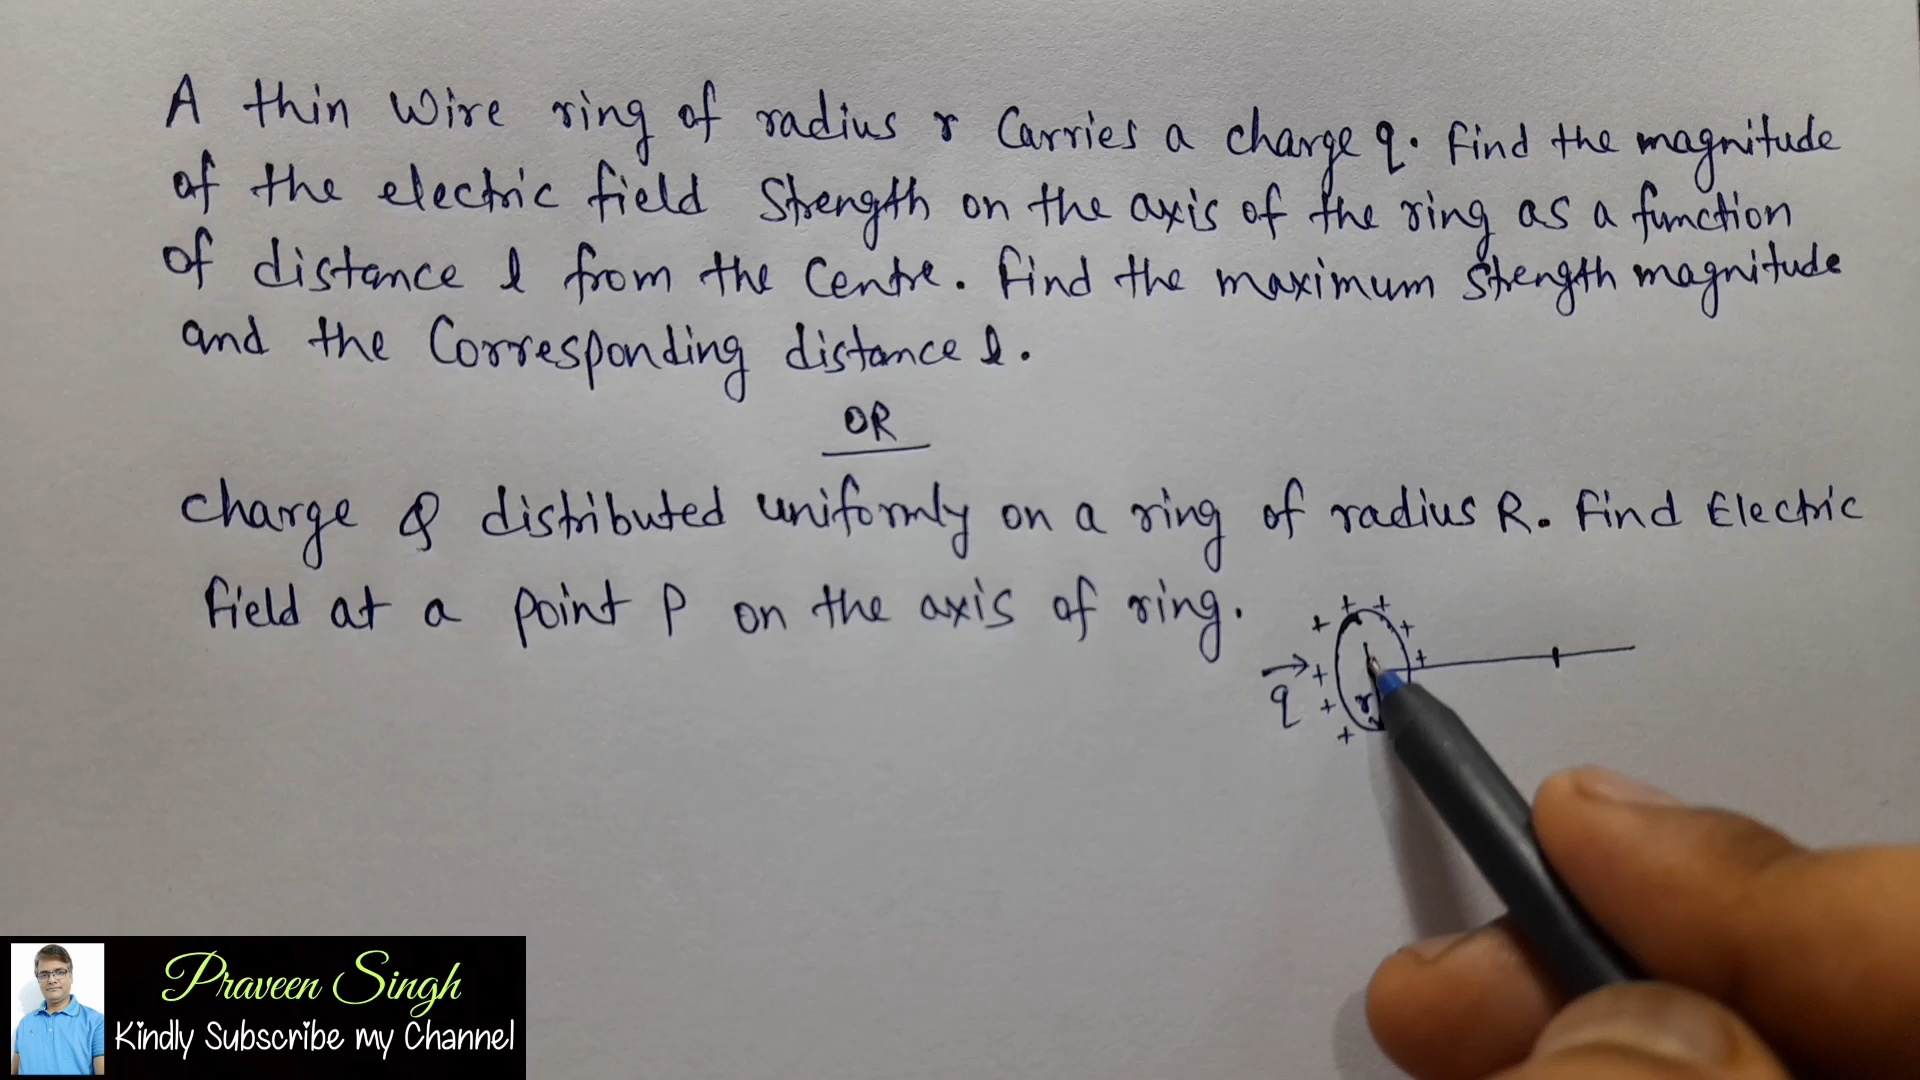 A thin wire ring of radius r Carries a charge q. Find the magnitude
of the electric field Strength on the axis of the ring as a function
of distance l from the Centre. Find the maximum Strength magnitude
and the Corresponding distance l.
OR
Charge Q distributed uniformly on a ring of radius R. Find Electric
field at a point P on the axis of ring.
+ + + +
+ +
q + r
+
Praveen Singh
Kindly Subscribe my Channel